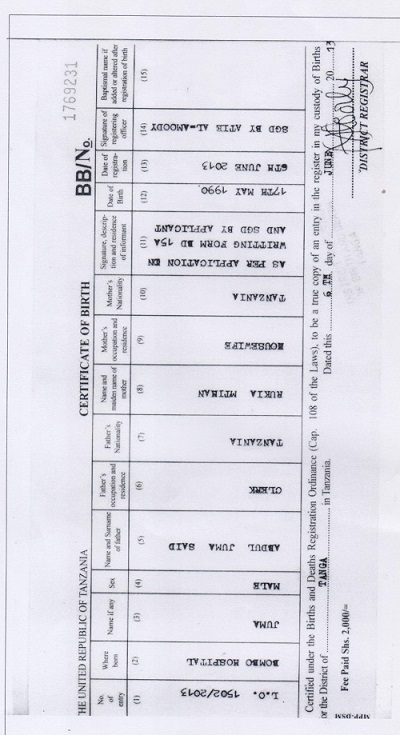 THE UNITED REPUBLIC OF TANZANIA
CERTIFICATE OF BIRTH
BB/No. 1769231
No. of entry
Where born
Name if any
Sex
Name and Surname of father
Father's occupation and residence
Father's Nationality
Name and maiden name of mother
Mother's occupation and residence
Mother's Nationality
Signature, description and residence of informant
Date of Birth
Date of registration
Signature of registering officer
Baptismal name if added or altered after registration of birth
(1) (2) (3) (4) (5) (6) (7) (8) (9) (10) (11) (12) (13) (14) (15)
L.O. 1502/2013
BOMBO HOSPITAL
JUMA
MALE
ABDUL JUMA SAID
CLERK
TANZANIA
RUKIA MTIMAN
HOUSEWIFE
TANZANIA
AS PER APPLICATION IN WRITTING FORM BD 15A AND SGD BY APPLICANT
17TH MAY 1990.
6TH JUNE 2013
SGD BY ATIE AL-AMOODY
Certified under the Births and Deaths Registration Ordinance (Cap. 108 of the Laws), to be a true copy of an entry in the register in my custody of Births
or the District of TANGA in Tanzania.
Dated this 6 TH day of JUNE 20 13
Fee Paid Shs. 2,000/=
DISTRICT REGISTRAR
MPP-DSM